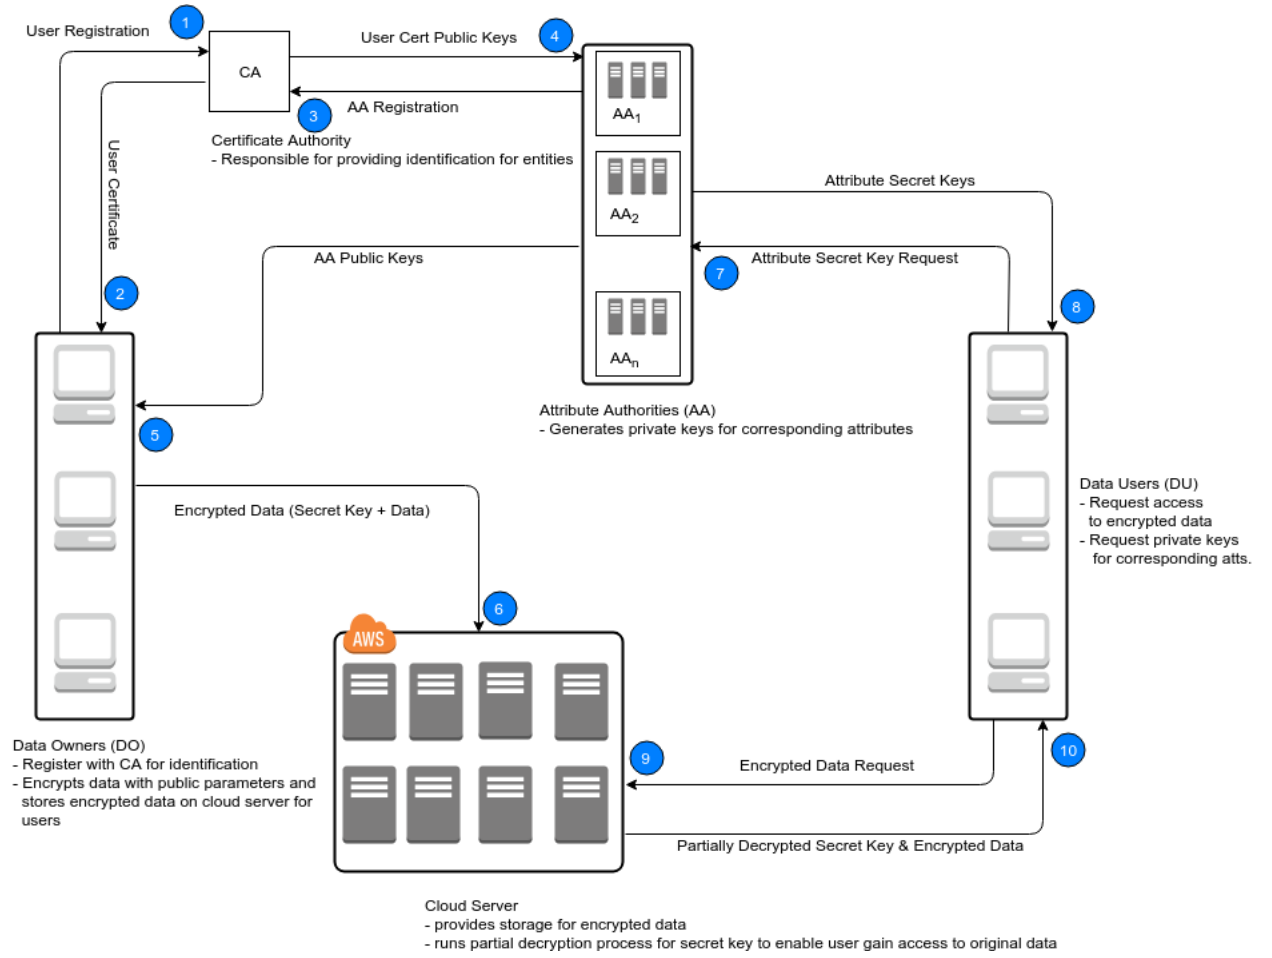 User Registration
1
CA
User Cert Public Keys
4
3
AA Registration
Certificate Authority
- Responsible for providing identification for entities
User Certificate
2
AA1
AA2
AAn
Attribute Secret Keys
AA Public Keys
7
Attribute Secret Key Request
8
5
Attribute Authorities (AA)
- Generates private keys for corresponding attributes
Encrypted Data (Secret Key + Data)
Data Users (DU)
- Request access
to encrypted data
- Request private keys
for corresponding atts.
6
AWS
Data Owners (DO)
- Register with CA for identification
- Encrypts data with public parameters and
stores encrypted data on cloud server for
users
9
Encrypted Data Request
10
Partially Decrypted Secret Key & Encrypted Data
Cloud Server
- provides storage for encrypted data
- runs partial decryption process for secret key to enable user gain access to original data